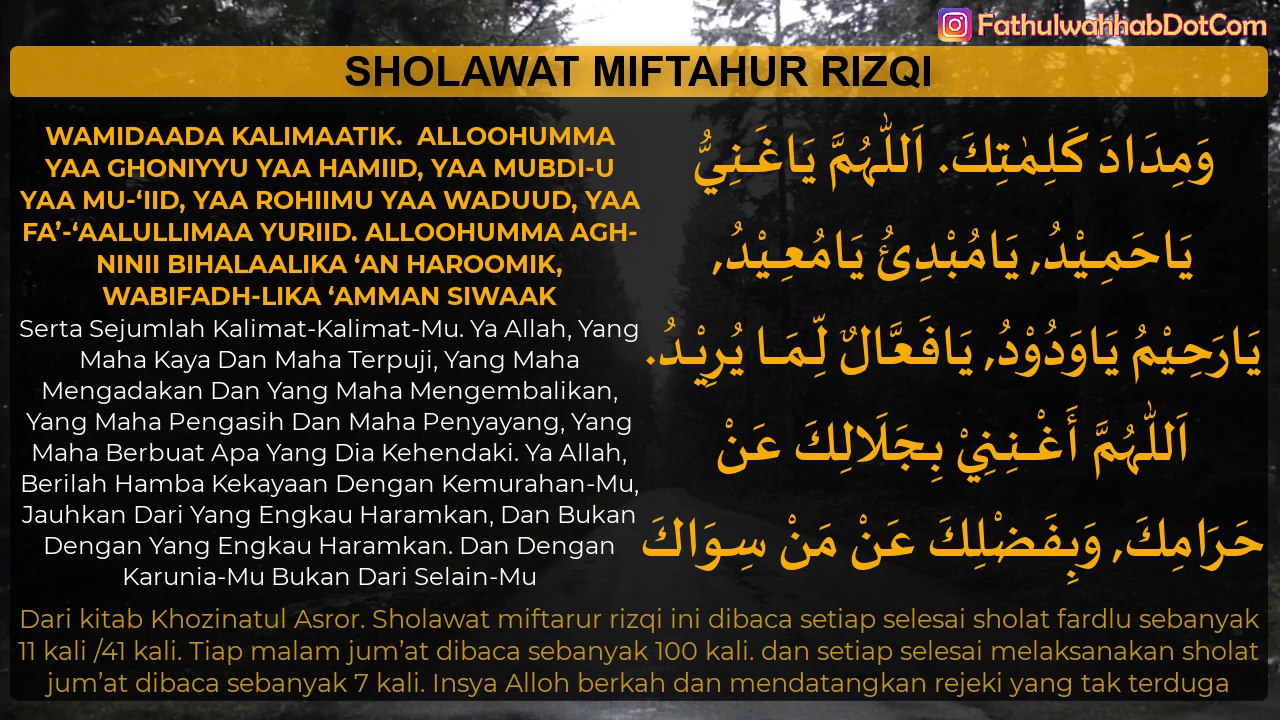 FathulwahhabDotCom
SHOLAWAT MIFTAHUR RIZQI
WAMIDAADA KALIMAATIK.  ALLOOHUMMA
YAA GHONIYYU YAA HAMIID, YAA MUBDI-U
YAA MU-‘IID, YAA ROHIIMU YAA WADUUD, YAA
FA’-‘AALULLIMAA YURIID. ALLOOHUMMA AGH-
NINII BIHALAALIKA ‘AN HAROOMIK,
WABIFADH-LIKA ‘AMMAN SIWAAK
Serta Sejumlah Kalimat-Kalimat-Mu. Ya Allah, Yang
Maha Kaya Dan Maha Terpuji, Yang Maha
Mengadakan Dan Yang Maha Mengembalikan,
Yang Maha Pengasih Dan Maha Penyayang, Yang
Maha Berbuat Apa Yang Dia Kehendaki. Ya Allah,
Berilah Hamba Kekayaan Dengan Kemurahan-Mu,
Jauhkan Dari Yang Engkau Haramkan, Dan Bukan
Dengan Yang Engkau Haramkan. Dan Dengan
Karunia-Mu Bukan Dari Selain-Mu
وَمِدَادَ كَلِمٰتِكَ. اَللّٰهُمَّ يَاغَنِيُّ
يَاحَمِيْدُ, يَامُبْدِئُ يَامُعِيْدُ,
يَارَحِيْمُ يَاوَدُوْدُ, يَافَعَّالٌ لِّمَا يُرِيْدُ.
اَللّٰهُمَّ أَغْنِنِيْ بِجَلَالِكَ عَنْ
حَرَامِكَ, وَبِفَضْلِكَ عَنْ مَنْ سِوَاكَ
Dari kitab Khozinatul Asror. Sholawat miftarur rizqi ini dibaca setiap selesai sholat fardlu sebanyak
11 kali /41 kali. Tiap malam jum’at dibaca sebanyak 100 kali. dan setiap selesai melaksanakan sholat
jum’at dibaca sebanyak 7 kali. Insya Alloh berkah dan mendatangkan rejeki yang tak terduga